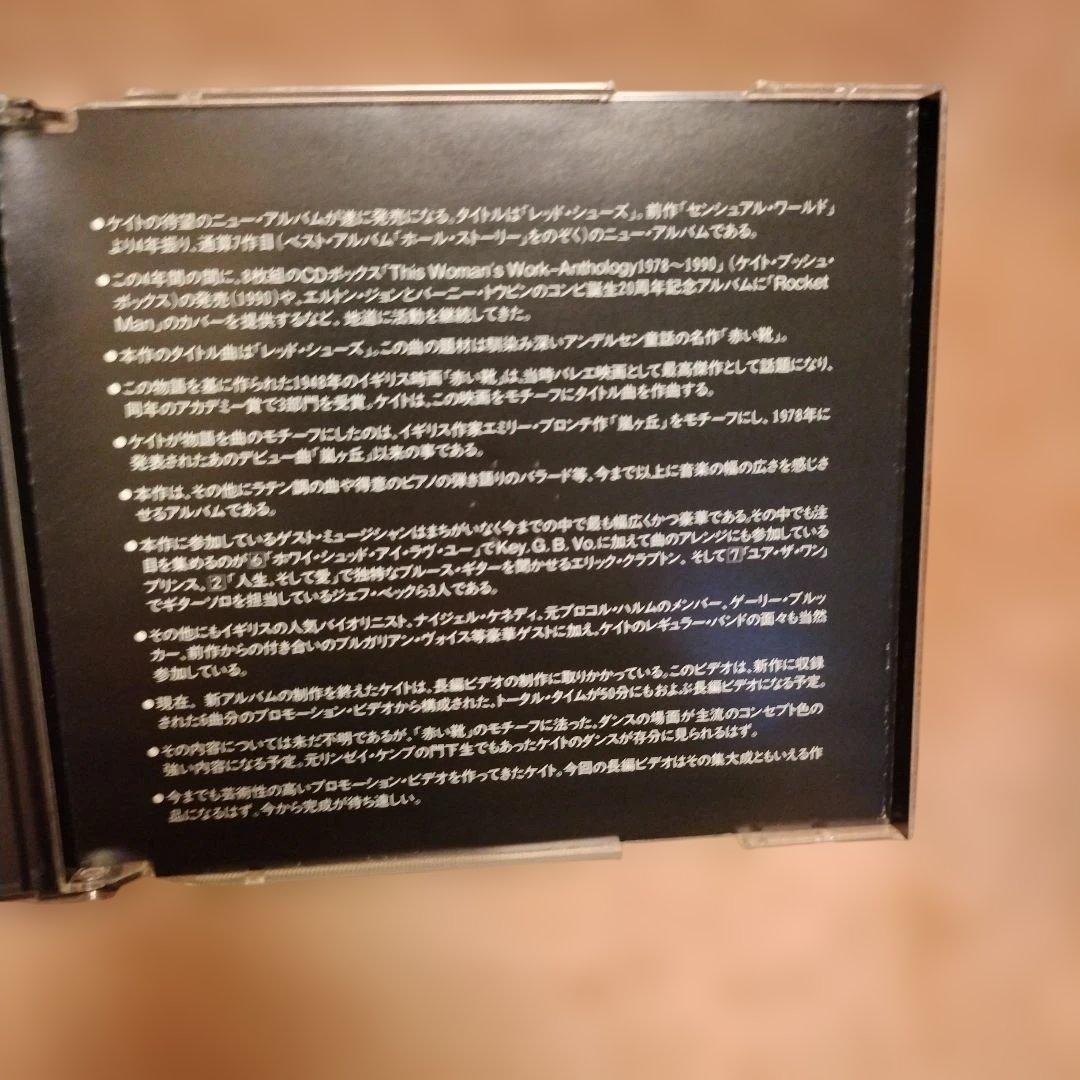 ●ケイトの待望のニュー・アルバムが遂に発売になる。タイトルは「レッド・シューズ」。前作「センシュアル・ワールド」
より4年振り、通算7作目(ベスト・アルバム「ホール・ストーリー」をのぞく)のニュー・アルバムである。
●この4年間の間に、8枚組のCDボックス「This Woman's Work–Anthology1978〜1990」(ケイト・ブッシュ・
ボックス)の発売(1990)や、エルトン・ジョンとバーニー・トウピンのコンビ誕生20周年記念アルバムに「Rocket
Man」のカバーを提供するなど、地道に活動を継続してきた。
●本作のタイトル曲は「レッド・シューズ」。この曲の題材は馴染み深いアンデルセン童話の名作「赤い靴」。
●この物語を基に作られた1948年のイギリス映画「赤い靴」は、当時バレエ映画として最高傑作として話題になり、
同年のアカデミー賞で3部門を受賞。ケイトは、この映画をモチーフにタイトル曲を作曲する。
●ケイトが物語を曲のモチーフにしたのは、イギリス作家エミリー・ブロンテ作「嵐ヶ丘」をモチーフにし、1978年に
発表されたあのデビュー曲「嵐ヶ丘」以来の事である。
●本作は、その他にラテン調の曲や得意のピアノの弾き語りのバラード等、今まで以上に音楽の幅の広さを感じさ
せるアルバムである。
●本作に参加しているゲスト・ミュージシャンはまちがいなく今までの中で最も幅広くかつ豪華である。その中でも注
目を集めるのが⑥「ホワイ・シュッド・アイ・ラヴ・ユー」でKey. G. B. Vo.に加えて曲のアレンジにも参加している
プリンス、②「人生、そして愛」で独特なブルース・ギターを聞かせるエリック・クラプトン、そして⑦「ユア・ザ・ワン」
でギターソロを担当しているジェフ・ベックら3人である。
●その他にもイギリスの人気バイオリニスト、ナイジェル・ケネディ、元プロコル・ハルムのメンバー、ゲーリー・ブルッ
カー、前作からの付き合いのブルガリアン・ヴォイス等豪華ゲストに加え、ケイトのレギュラー・バンドの面々も当然
参加している。
●現在、新アルバムの制作を終えたケイトは、長編ビデオの制作に取りかかっている。このビデオは、新作に収録
された6曲分のプロモーション・ビデオから構成された、トータル・タイムが50分にもおよぶ長編ビデオになる予定。
●その内容については未だ不明であるが、「赤い靴」のモチーフに法った、ダンスの場面が主流のコンセプト色の
強い内容になる予定。元リンゼイ・ケンプの門下生でもあったケイトのダンスが存分に見られるはず。
●今までも芸術性の高いプロモーション・ビデオを作ってきたケイト。今回の長編ビデオはその集大成ともいえる作
品になるはず。今から完成が待ち遠しい。